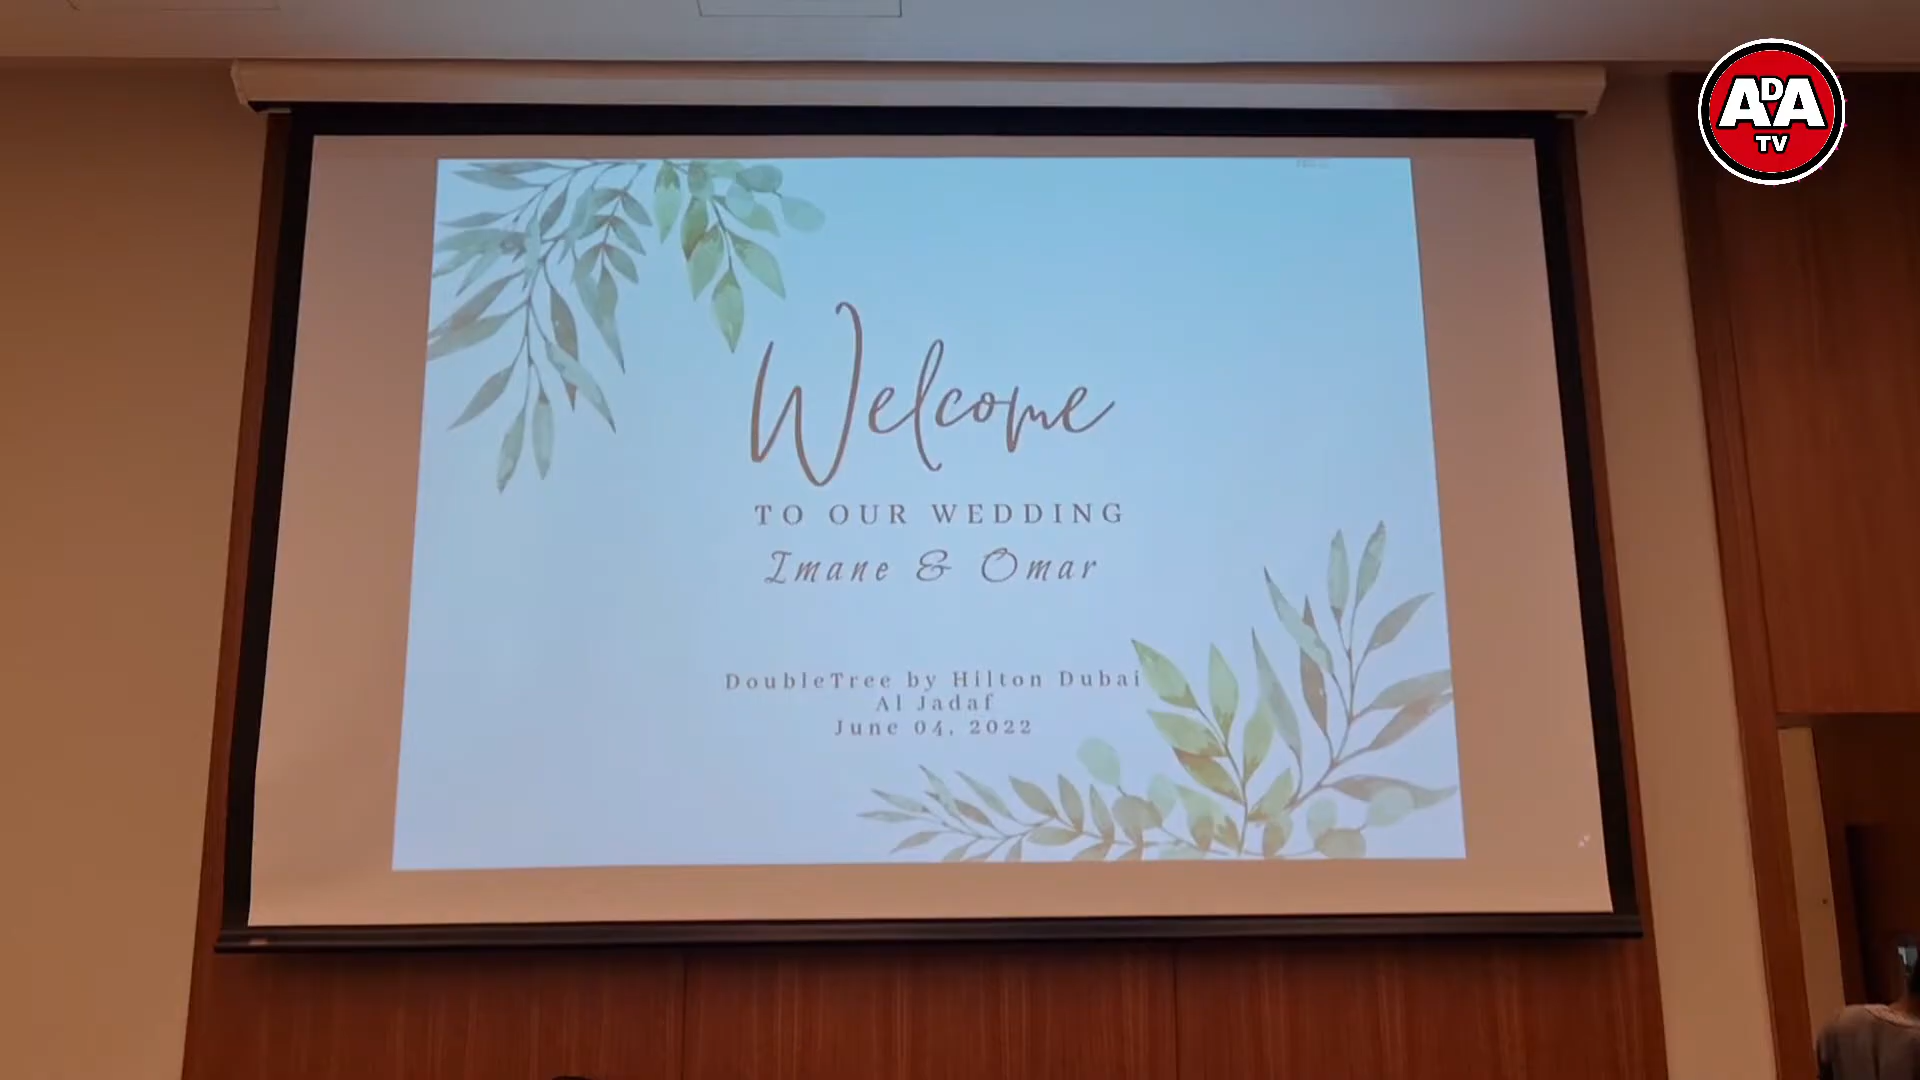 ADA
TV
Welcome
TO OUR WEDDING
Imane & Omar
DoubleTree by Hilton Dubai
Al Jadaf
June 04, 2022